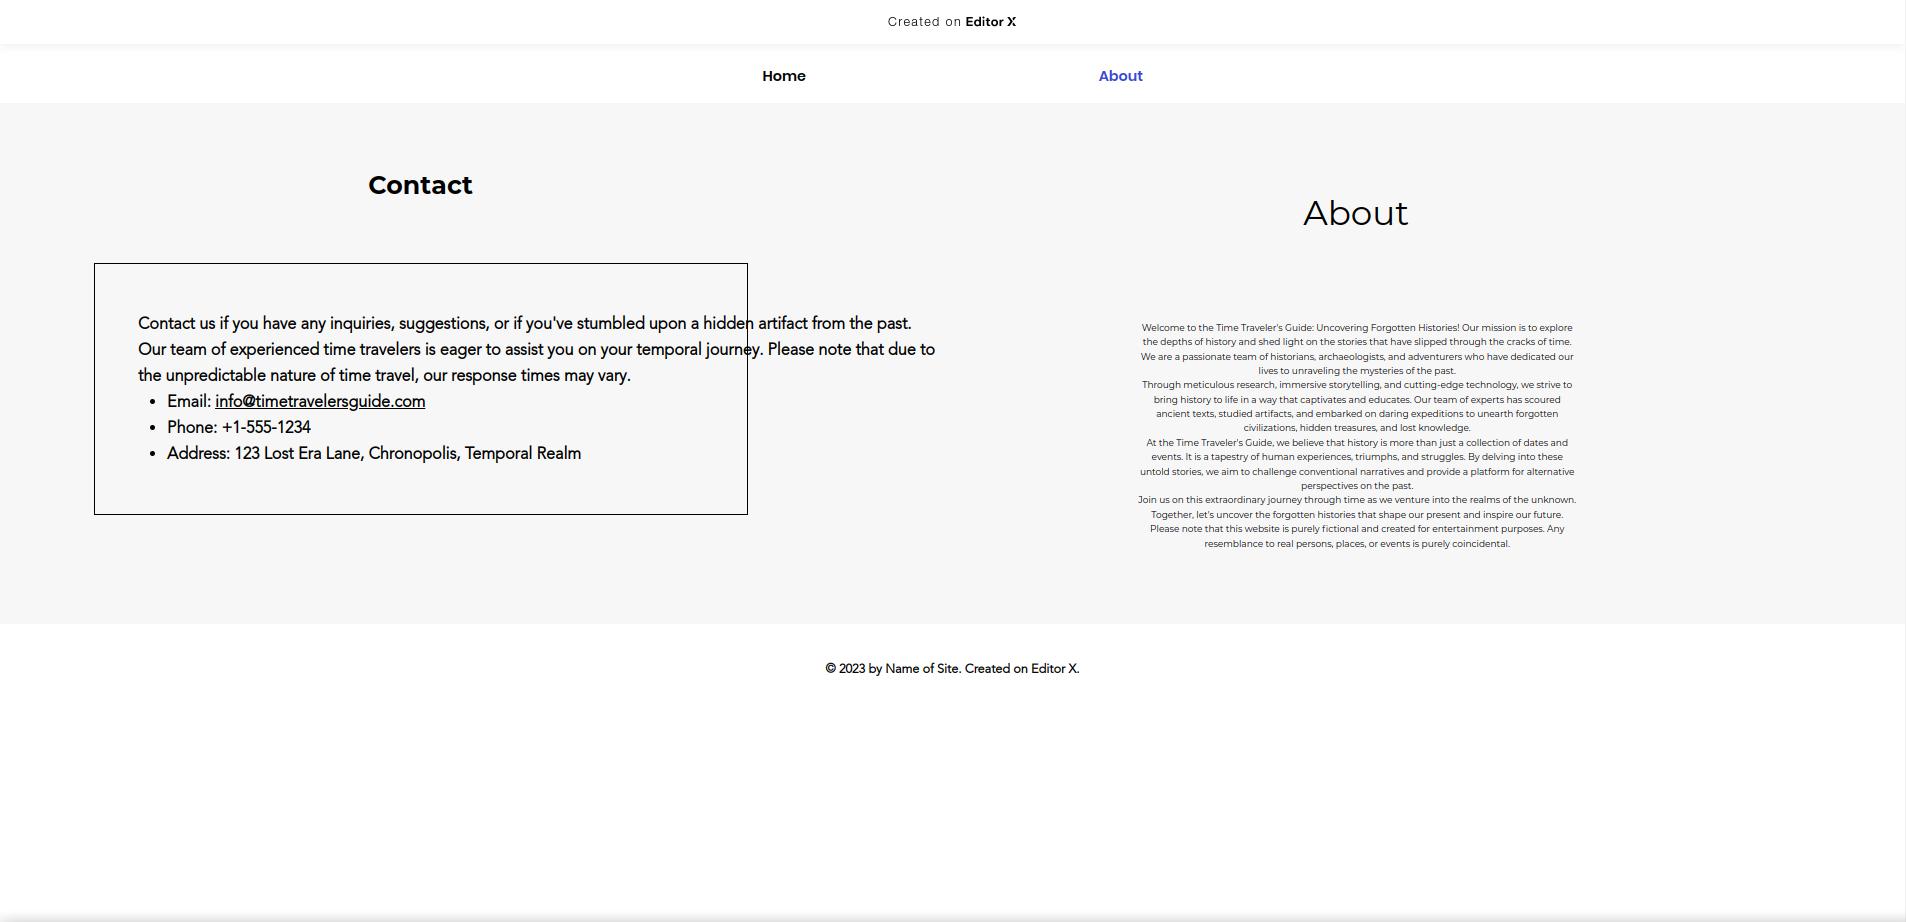 Created on Editor X
Home
About
Contact
Contact us if you have any inquiries, suggestions, or if you've stumbled upon a hidden artifact from the past.
Our team of experienced time travelers is eager to assist you on your temporal journey. Please note that due to
the unpredictable nature of time travel, our response times may vary.
• Email: info@timetravelersguide.com
• Phone: +1-555-1234
• Address: 123 Lost Era Lane, Chronopolis, Temporal Realm
About
Welcome to the Time Traveler's Guide: Uncovering Forgotten Histories! Our mission is to explore
the depths of history and shed light on the stories that have slipped through the cracks of time.
We are a passionate team of historians, archaeologists, and adventurers who have dedicated our
lives to unraveling the mysteries of the past.
Through meticulous research, immersive storytelling, and cutting-edge technology, we strive to
bring history to life in a way that captivates and educates. Our team of experts has scoured
ancient texts, studied artifacts, and embarked on daring expeditions to unearth forgotten
civilizations, hidden treasures, and lost knowledge.
At the Time Traveler's Guide, we believe that history is more than just a collection of dates and
events. It is a tapestry of human experiences, triumphs, and struggles. By delving into these
untold stories, we aim to challenge conventional narratives and provide a platform for alternative
perspectives on the past.
Join us on this extraordinary journey through time as we venture into the realms of the unknown.
Together, let's uncover the forgotten histories that shape our present and inspire our future.
Please note that this website is purely fictional and created for entertainment purposes. Any
resemblance to real persons, places, or events is purely coincidental.
© 2023 by Name of Site. Created on Editor X.